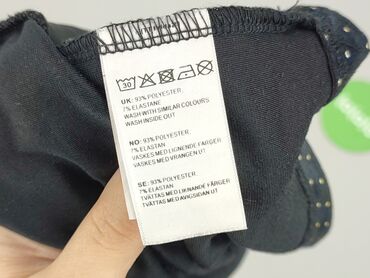 30
UK: 93% POLYESTER
7% ELASTANE
WASH WITH SIMILAR COLOURS
WASH INSIDE OUT
NO: 93% POLYESTER
7% ELASTAN
VASKES MED LIGNENDE FARGER
VASKES MED VRANGEN UT
SE: 93% POLYESTER
7% ELASTAN
TVÄTTAS MED LIKNANDE FÄRGER
TVÄTTAS MED AVIGSIDAN UT